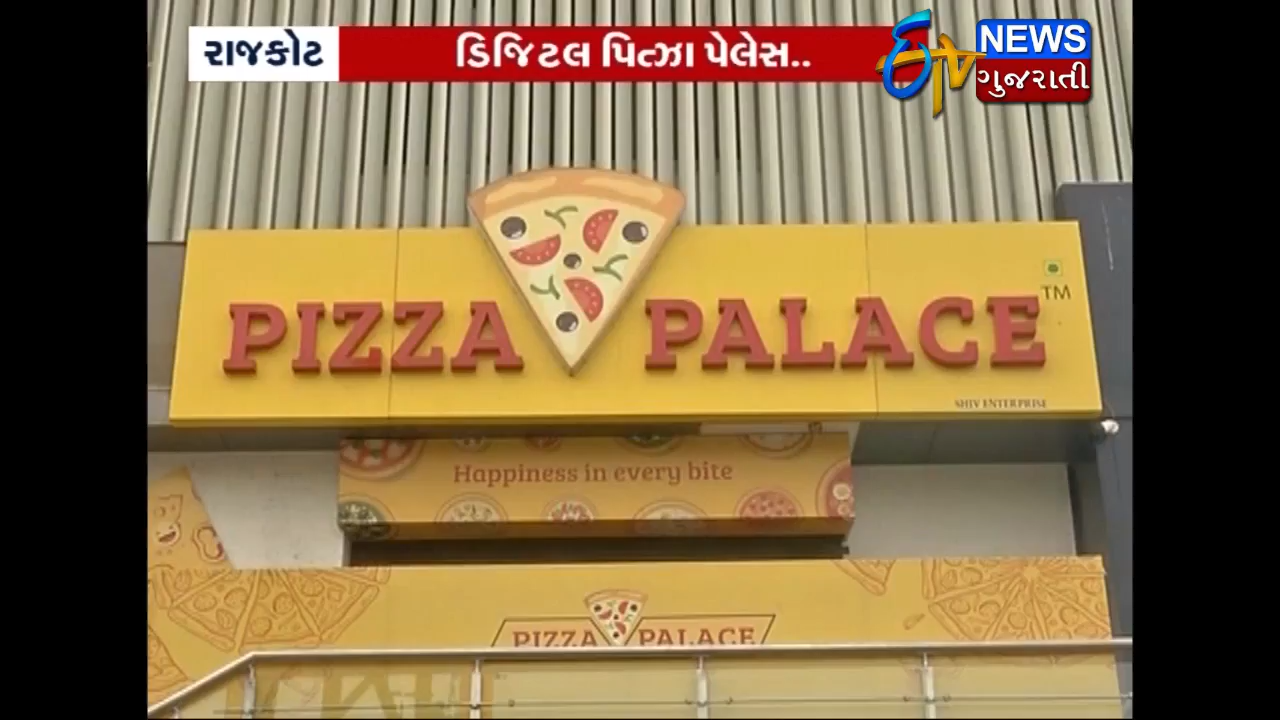 રાજકોટ
ડિજિટલ પિત્ઝા પેલેસ..
ETV NEWS
ગુજરાતી
PIZZA PALACE TM
SHIV ENTERPRISE
Happiness in every bite
PIZZA PALACE